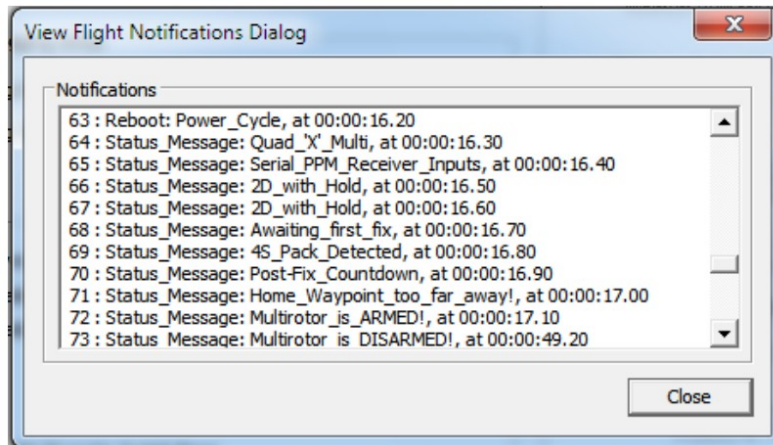 View Flight Notifications Dialog
Notifications
63 : Reboot: Power_Cycle, at 00:00:16.20
64 : Status_Message: Quad_'X'_Multi, at 00:00:16.30
65 : Status_Message: Serial_PPM_Receiver_Inputs, at 00:00:16.40
66 : Status_Message: 2D_with_Hold, at 00:00:16.50
67 : Status_Message: 2D_with_Hold, at 00:00:16.60
68 : Status_Message: Awaiting_first_fix, at 00:00:16.70
69 : Status_Message: 4S_Pack_Detected, at 00:00:16.80
70 : Status_Message: Post-Fix_Countdown, at 00:00:16.90
71 : Status_Message: Home_Waypoint_too_far_away!, at 00:00:17.00
72 : Status_Message: Multirotor_is_ARMED!, at 00:00:17.10
73 : Status_Message: Multirotor_is_DISARMED!, at 00:00:49.20
Close